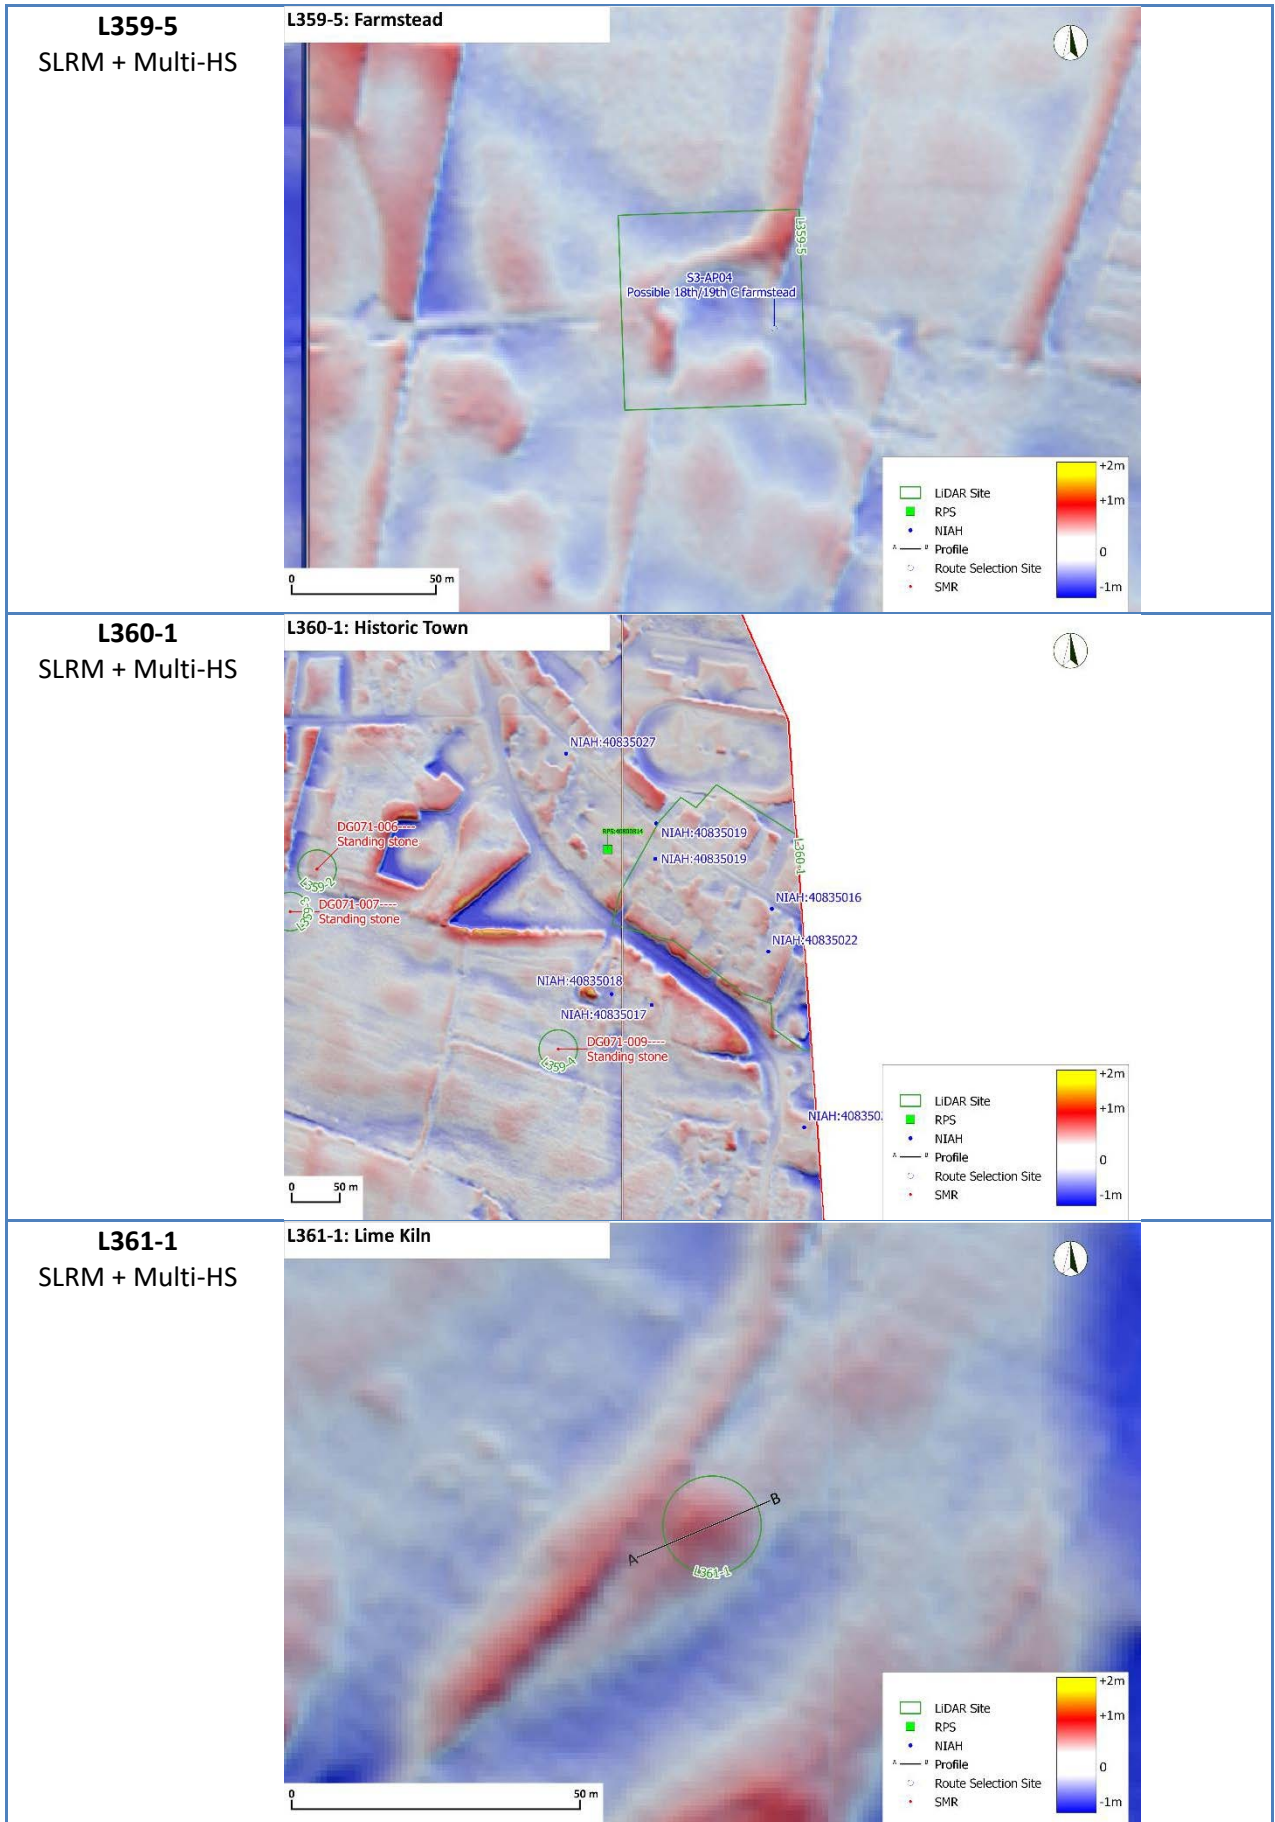 L359-5
SLRM + Multi-HS
L359-5: Farmstead
L359-5
S3-AP04
Possible 18th/19th C farmstead
LiDAR Site
RPS
NIAH
A B Profile
Route Selection Site
SMR
+2m
+1m
0
-1m
0 50 m
L360-1
SLRM + Multi-HS
L360-1: Historic Town
NIAH:40835027
DG071-006----
Standing stone
L359-2
NIAH:40835019
L360-1
NIAH:40835019
DG071-007----
Standing stone
L359-3
NIAH:40835016
NIAH:40835022
NIAH:40835018
NIAH:40835017
DG071-009----
Standing stone
L359-4
LiDAR Site
RPS
NIAH
A B Profile
Route Selection Site
SMR
+2m
+1m
0
-1m
0 50 m
L361-1
SLRM + Multi-HS
L361-1: Lime Kiln
B
A
L361-1
LiDAR Site
RPS
NIAH
A B Profile
Route Selection Site
SMR
+2m
+1m
0
-1m
0 50 m